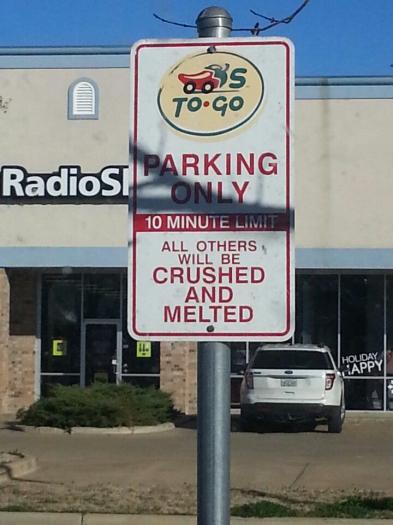 'S
TO•GO
RadioS
PARKING
ONLY
10 MINUTE LIMIT
ALL OTHERS
WILL BE
CRUSHED
AND
MELTED
HOLIDAY
HAPPY